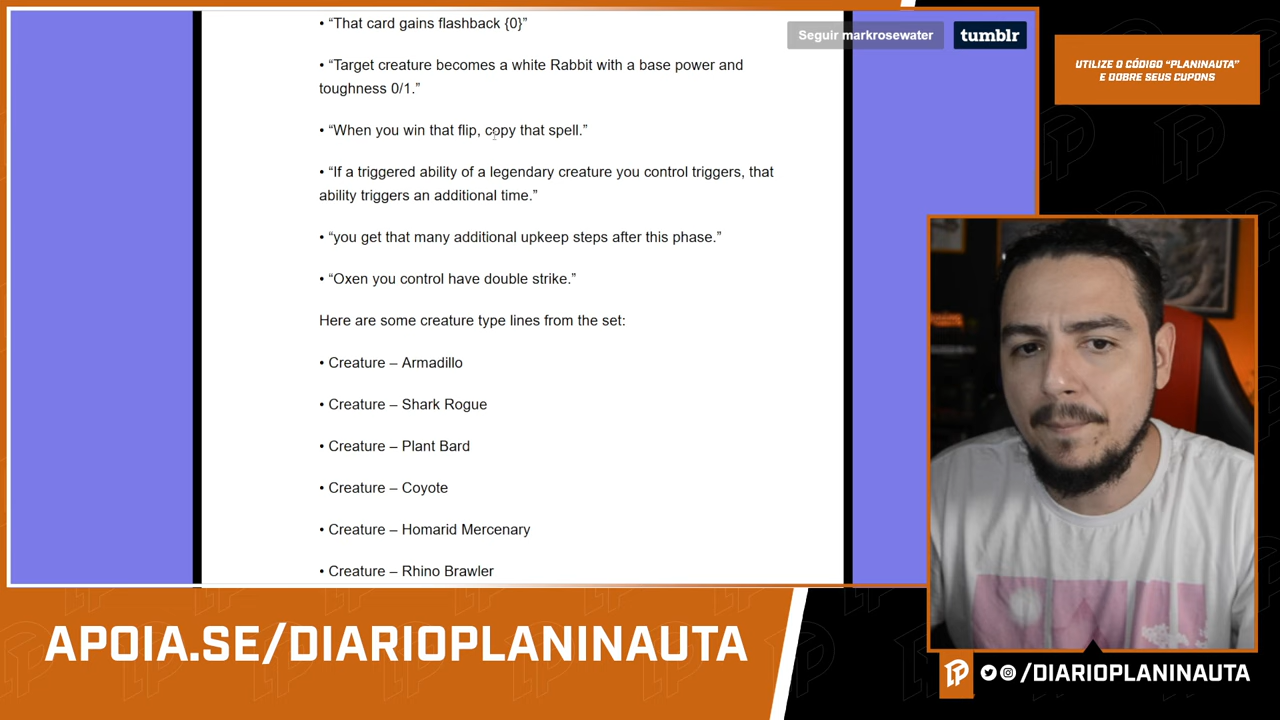 • “That card gains flashback {0}”
Seguir markrosewater
tumblr
UTILIZE O CÓDIGO “PLANINAUTA”
E DOBRE SEUS CUPONS
• “Target creature becomes a white Rabbit with a base power and
toughness 0/1.”
• “When you win that flip, copy that spell.”
• “If a triggered ability of a legendary creature you control triggers, that
ability triggers an additional time.”
• “you get that many additional upkeep steps after this phase.”
• “Oxen you control have double strike.”
Here are some creature type lines from the set:
• Creature – Armadillo
• Creature – Shark Rogue
• Creature – Plant Bard
• Creature – Coyote
• Creature – Homarid Mercenary
• Creature – Rhino Brawler
APOIA.SE/DIARIOPLANINAUTA
/DIARIOPLANINAUTA